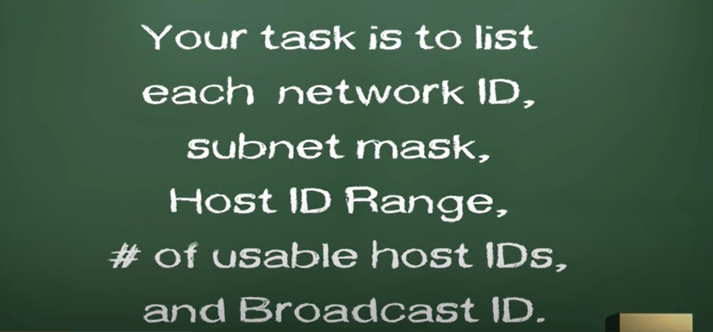 Your task is to list
each network ID,
subnet mask,
Host ID Range,
# of usable host IDs,
and Broadcast ID.